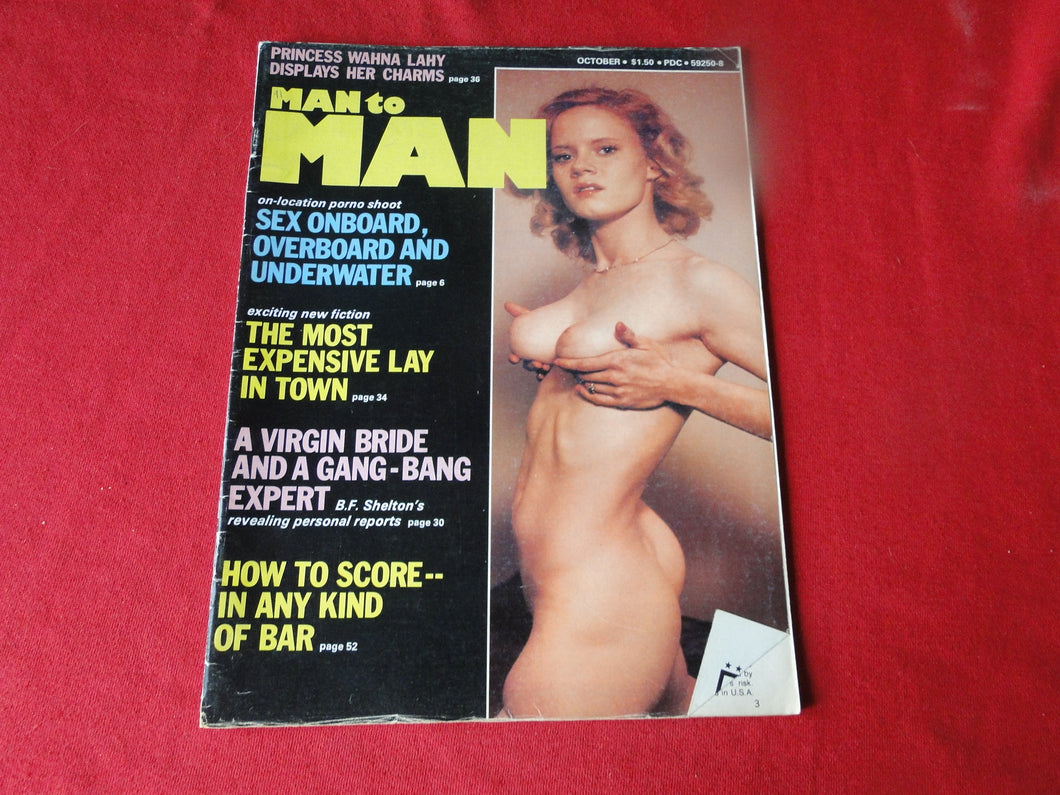 PRINCESS WAHNA LAHY
DISPLAYS HER CHARMS page 36
OCTOBER • $1.50 • PDC • 59250-8
MAN to
MAN
on-location porno shoot
SEX ONBOARD,
OVERBOARD AND
UNDERWATER page 6
exciting new fiction
THE MOST
EXPENSIVE LAY
IN TOWN page 34
A VIRGIN BRIDE
AND A GANG-BANG
EXPERT B.F. Shelton's
revealing personal reports page 30
HOW TO SCORE--
IN ANY KIND
OF BAR page 52
by
risk.
in U.S.A.
3